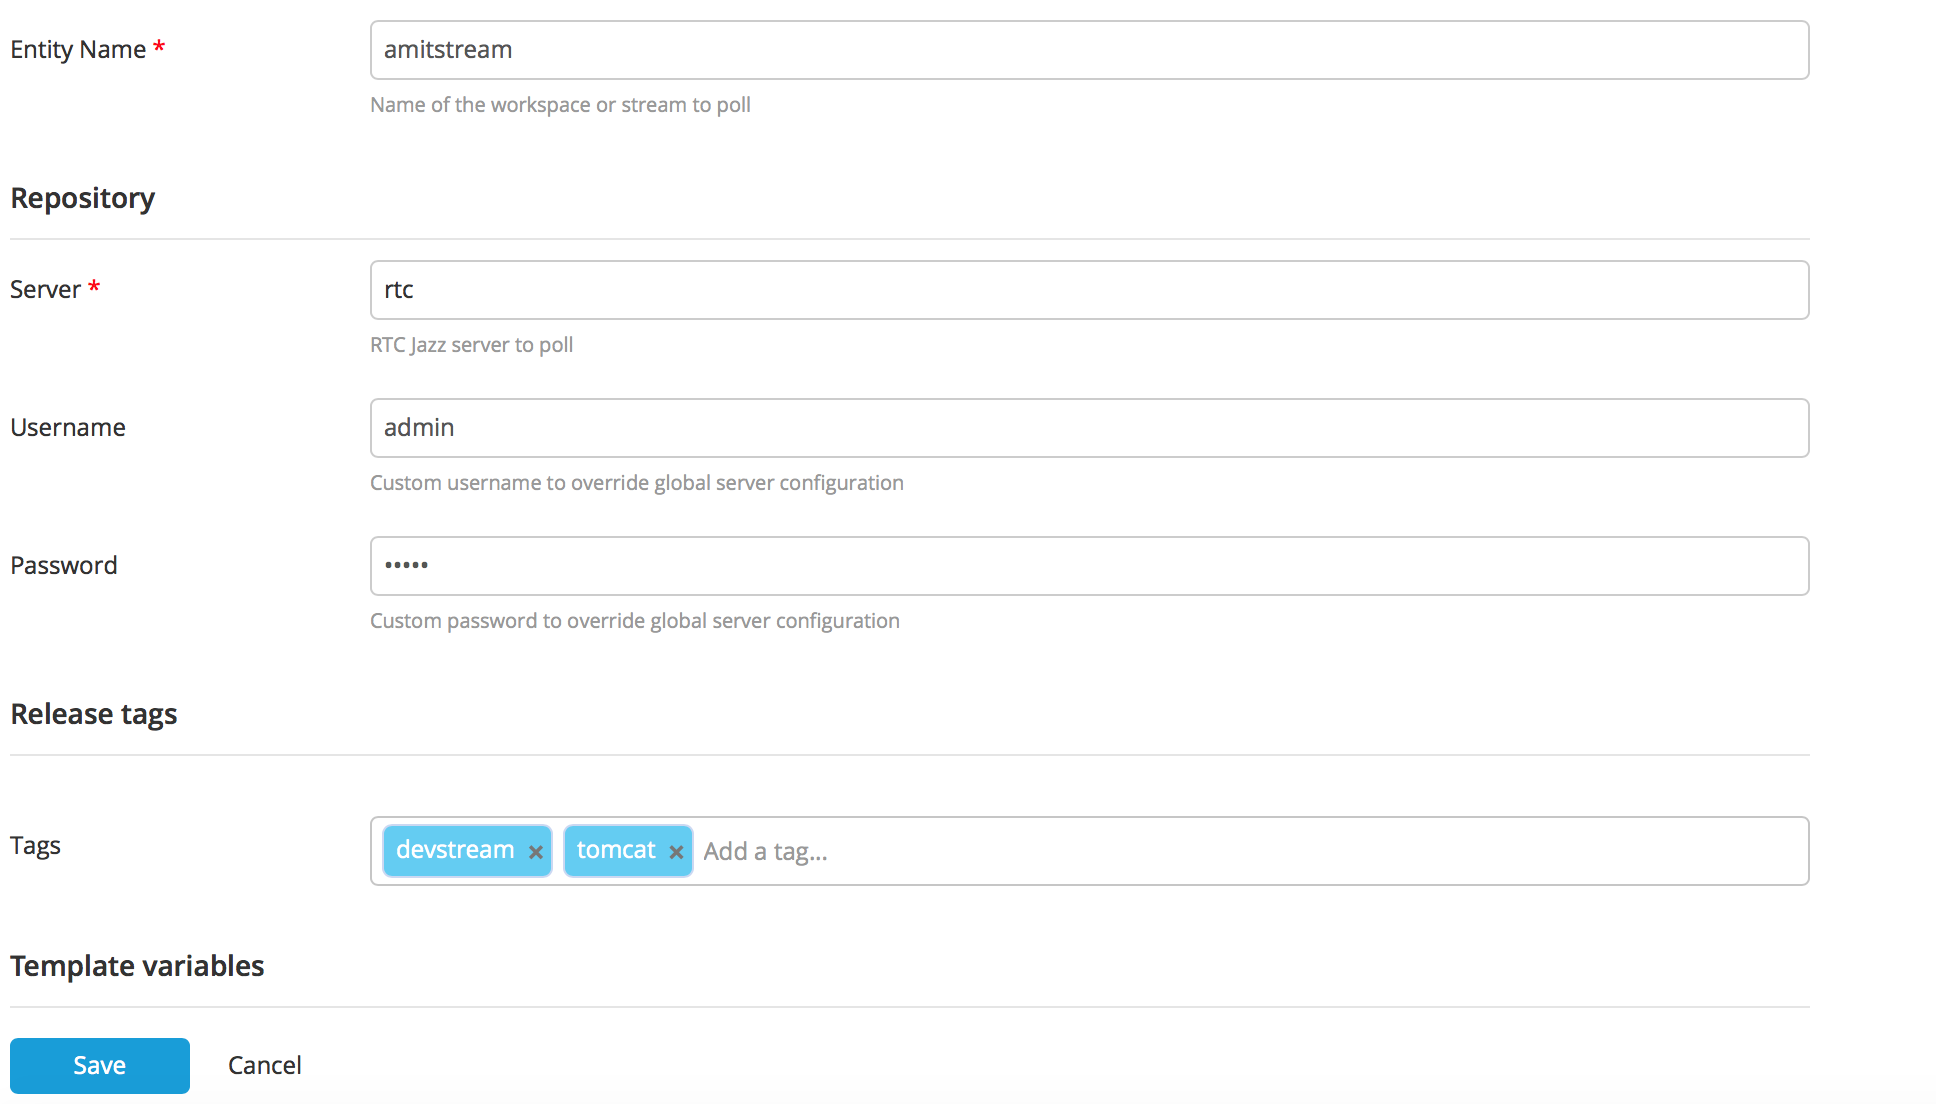 Entity Name *
amitstream
Name of the workspace or stream to poll
Repository
Server *
rtc
RTC Jazz server to poll
Username
admin
Custom username to override global server configuration
Password
•••••
Custom password to override global server configuration
Release tags
Tags
devstream × tomcat × Add a tag...
Template variables
Save Cancel